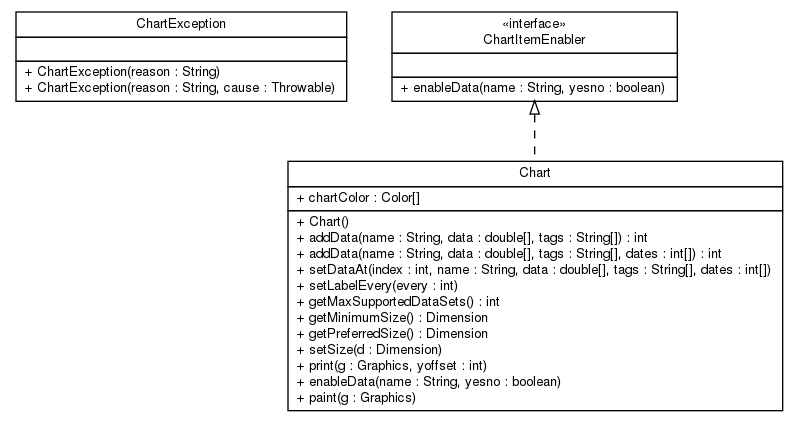 ChartException
+ ChartException(reason : String)
+ ChartException(reason : String, cause : Throwable)
«interface»
ChartItemEnabler
+ enableData(name : String, yesno : boolean)
Chart
+ chartColor : Color[]
+ Chart()
+ addData(name : String, data : double[], tags : String[]) : int
+ addData(name : String, data : double[], tags : String[], dates : int[]) : int
+ setDataAt(index : int, name : String, data : double[], tags : String[], dates : int[])
+ setLabelEvery(every : int)
+ getMaxSupportedDataSets() : int
+ getMinimumSize() : Dimension
+ getPreferredSize() : Dimension
+ setSize(d : Dimension)
+ print(g : Graphics, yoffset : int)
+ enableData(name : String, yesno : boolean)
+ paint(g : Graphics)